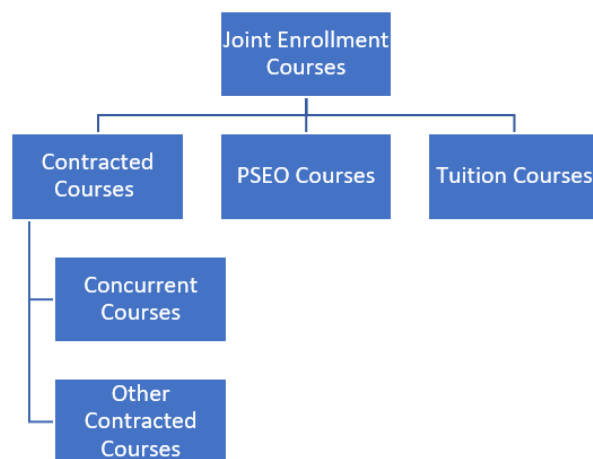 Joint Enrollment
Courses
Contracted
Courses
PSEO Courses
Tuition Courses
Concurrent
Courses
Other
Contracted
Courses